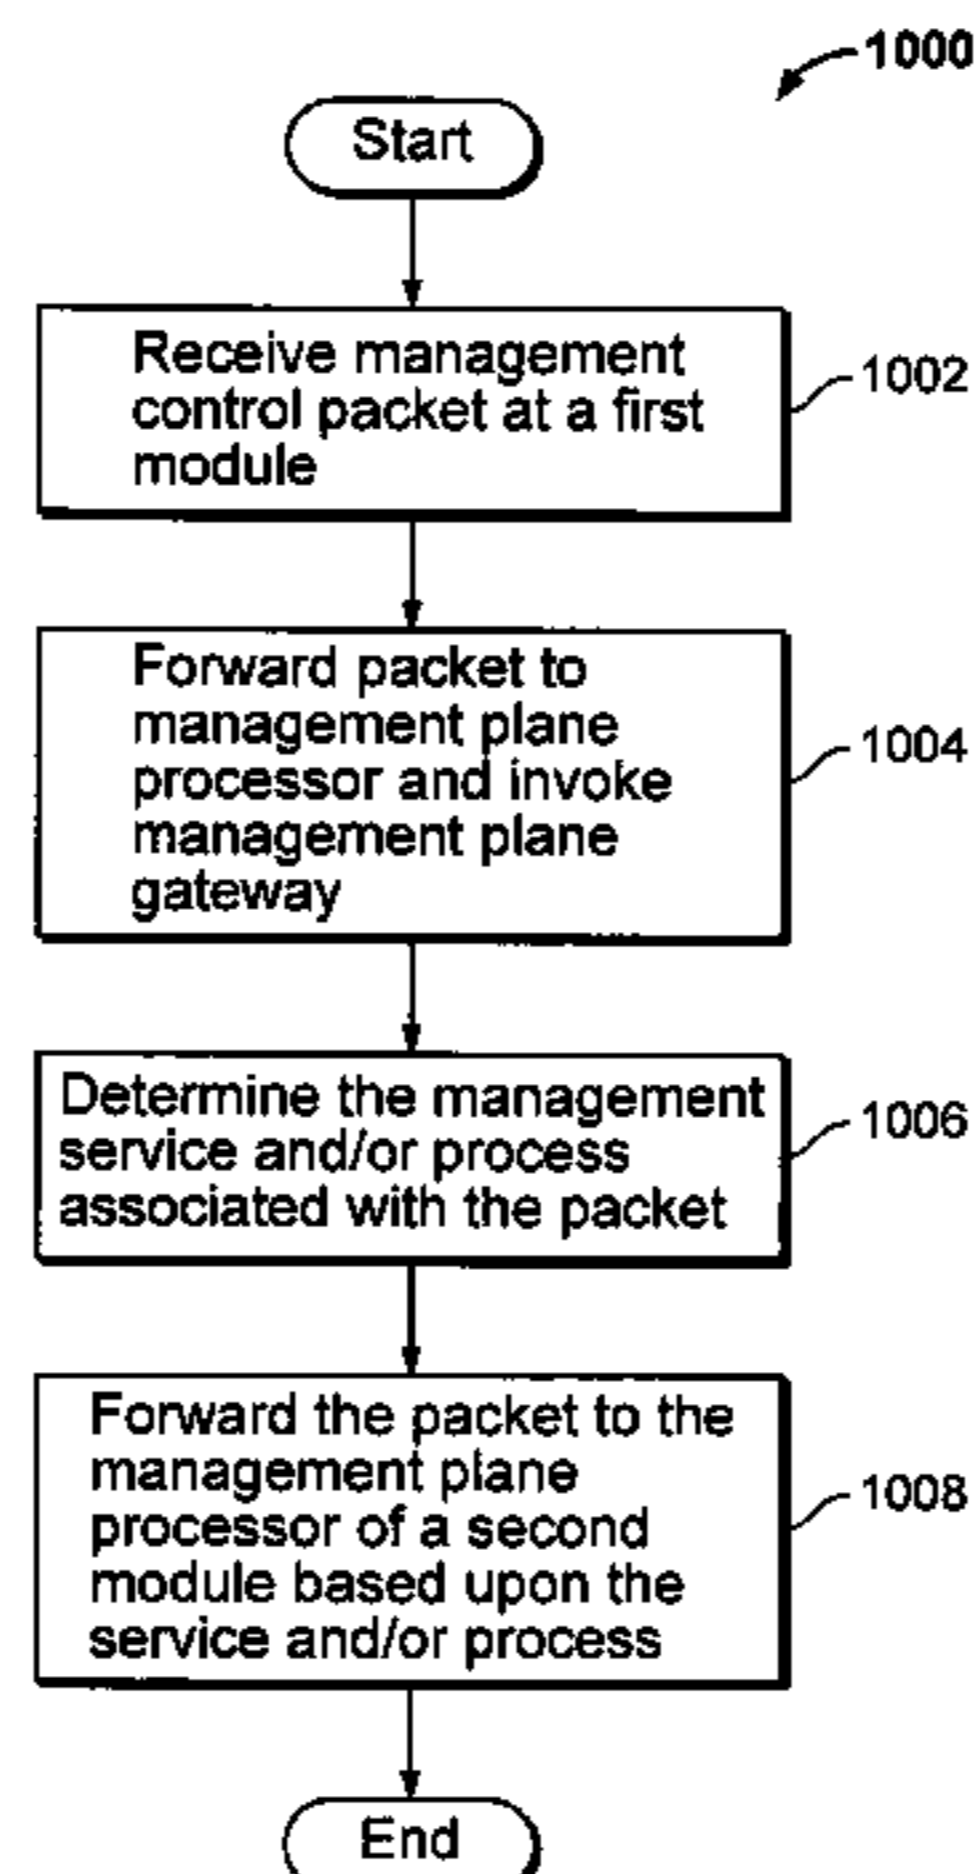 1000
Start
Receive management
control packet at a first
module
1002
Forward packet to
management plane
processor and invoke
management plane
gateway
1004
Determine the management
service and/or process
associated with the packet
1006
Forward the packet to the
management plane
processor of a second
module based upon the
service and/or process
1008
End